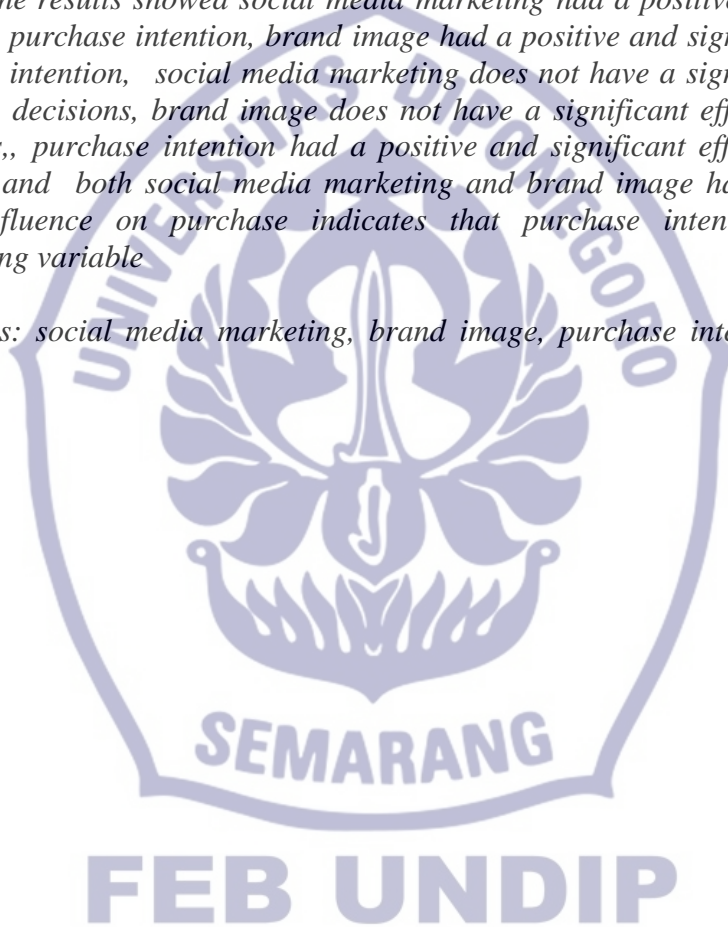 he results showed social media marketing had a positive
purchase intention, brand image had a positive and sig
intention, social media marketing does not have a sig
decisions, brand image does not have a significant eff
,, purchase intention had a positive and significant eff
and both social media marketing and brand image ha
fluence on purchase indicates that purchase inten
ng variable
s: social media marketing, brand image, purchase int
UNIVERSITAS DIPONEGORO
SEMARANG
FEB UNDIP